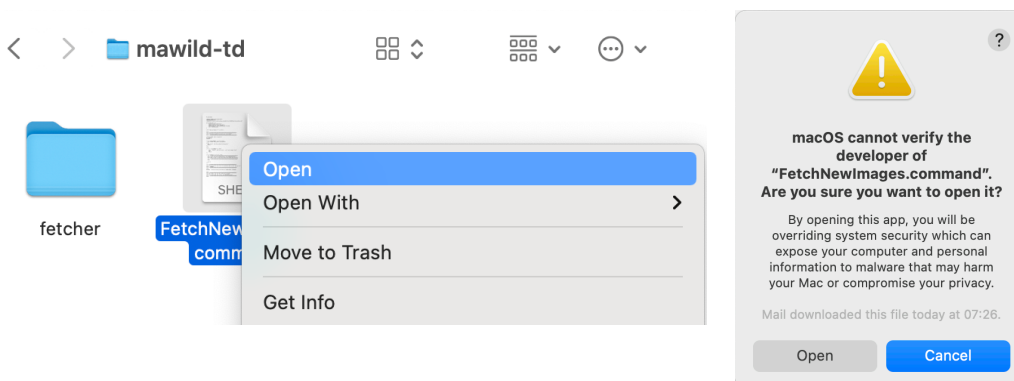 mawild-td
SHE
fetcher
FetchNew
comm
Open
Open With
Move to Trash
Get Info
?
macOS cannot verify the
developer of
“FetchNewImages.command”.
Are you sure you want to open it?
By opening this app, you will be
overriding system security which can
expose your computer and personal
information to malware that may harm
your Mac or compromise your privacy.
Mail downloaded this file today at 07:26.
Open
Cancel